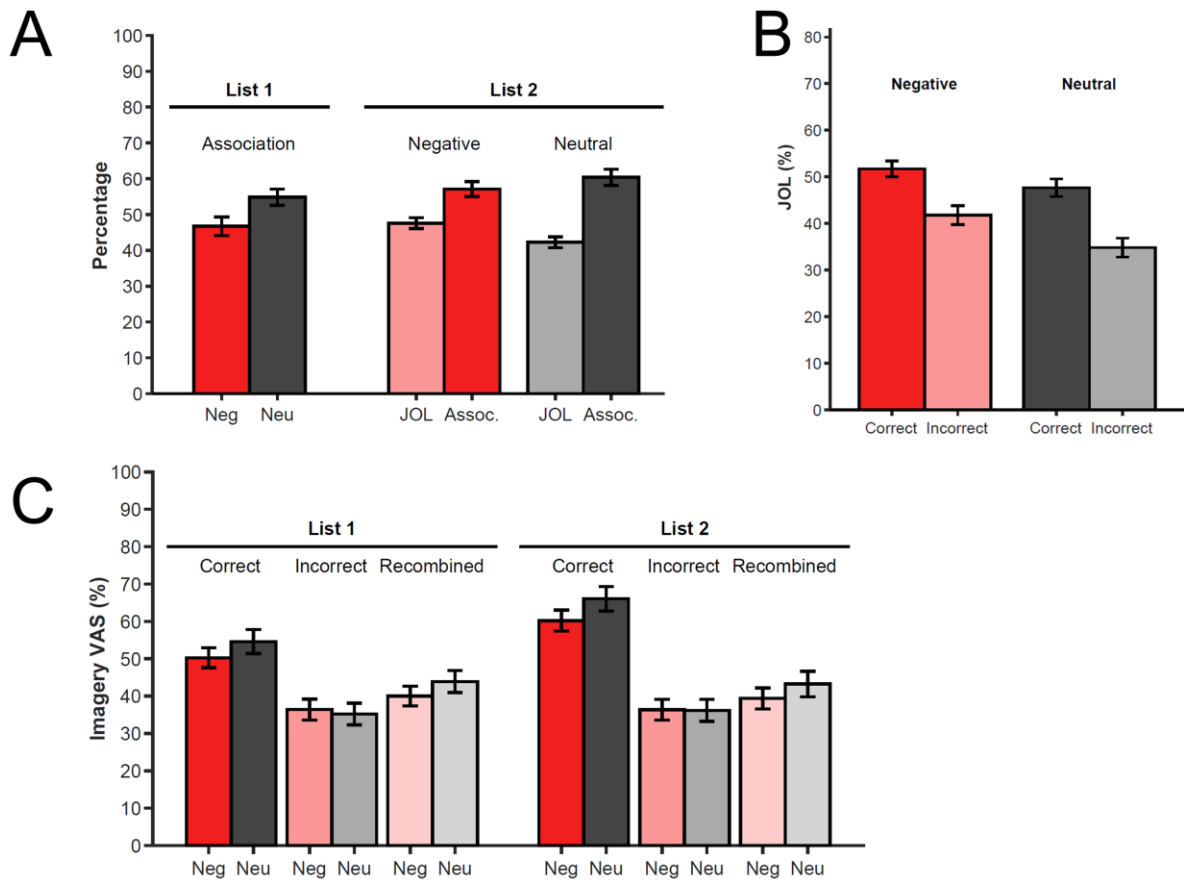 A
100
90
80
70
60
50
40
30
20
10
0
Percentage
List 1
List 2
Association
Negative
Neutral
Neg Neu
JOL Assoc.
JOL Assoc.
B
80
70
60
50
40
30
20
10
0
JOL (%)
Negative
Neutral
Correct Incorrect
Correct Incorrect
C
100
90
80
70
60
50
40
30
20
10
0
Imagery VAS (%)
List 1
List 2
Correct Incorrect Recombined
Correct Incorrect Recombined
Neg Neu Neg Neu Neg Neu
Neg Neu Neg Neu Neg Neu